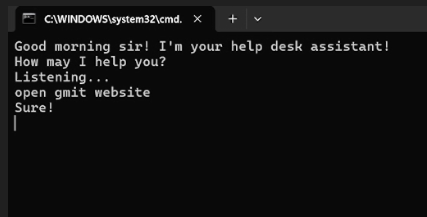 C:\WINDOWS\system32\cmd.
Good morning sir! I'm your help desk assistant!
How may I help you?
Listening...
open gmit website
Sure!